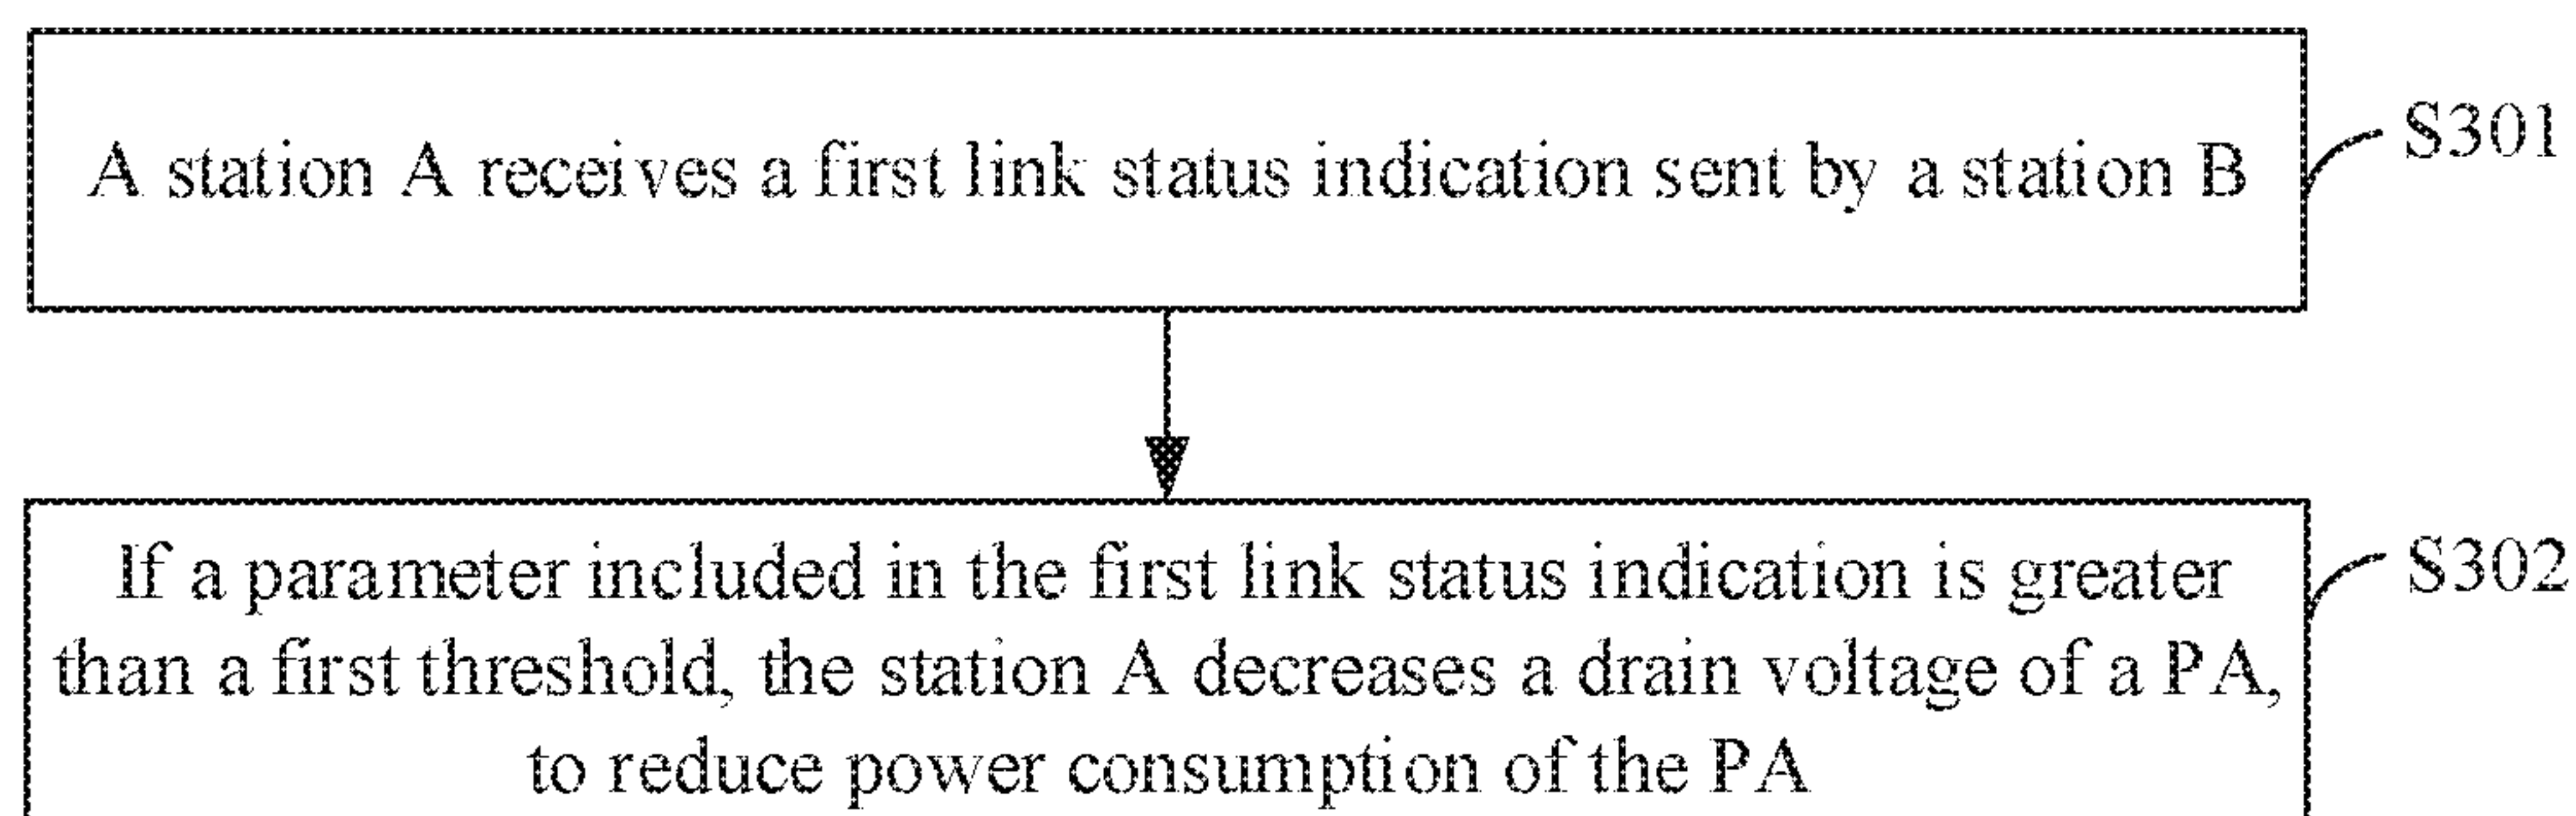 A station A receives a first link status indication sent by a station B
S301
If a parameter included in the first link status indication is greater
S302
than a first threshold, the station A decreases a drain voltage of a PA,
to reduce power consumption of the PA